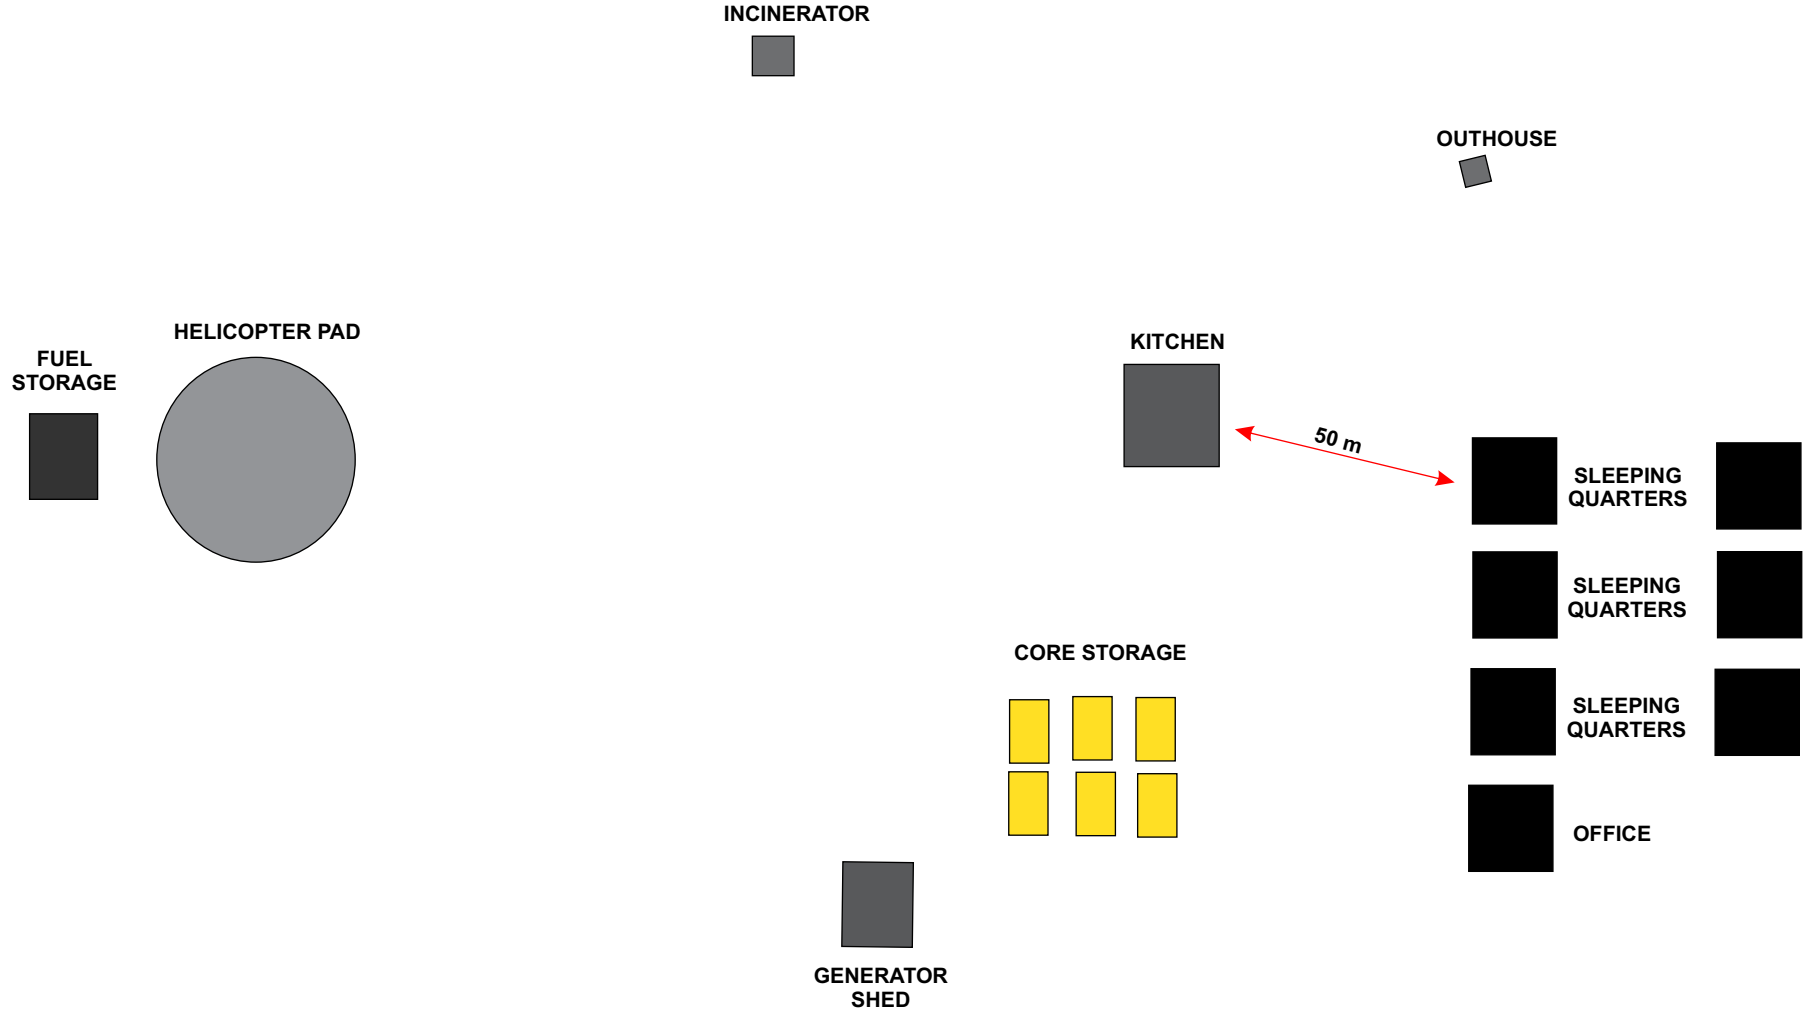 INCINERATOR
OUTHOUSE
HELICOPTER PAD
KITCHEN
FUEL
STORAGE
50 m
SLEEPING
QUARTERS
SLEEPING
QUARTERS
CORE STORAGE
SLEEPING
QUARTERS
OFFICE
GENERATOR
SHED